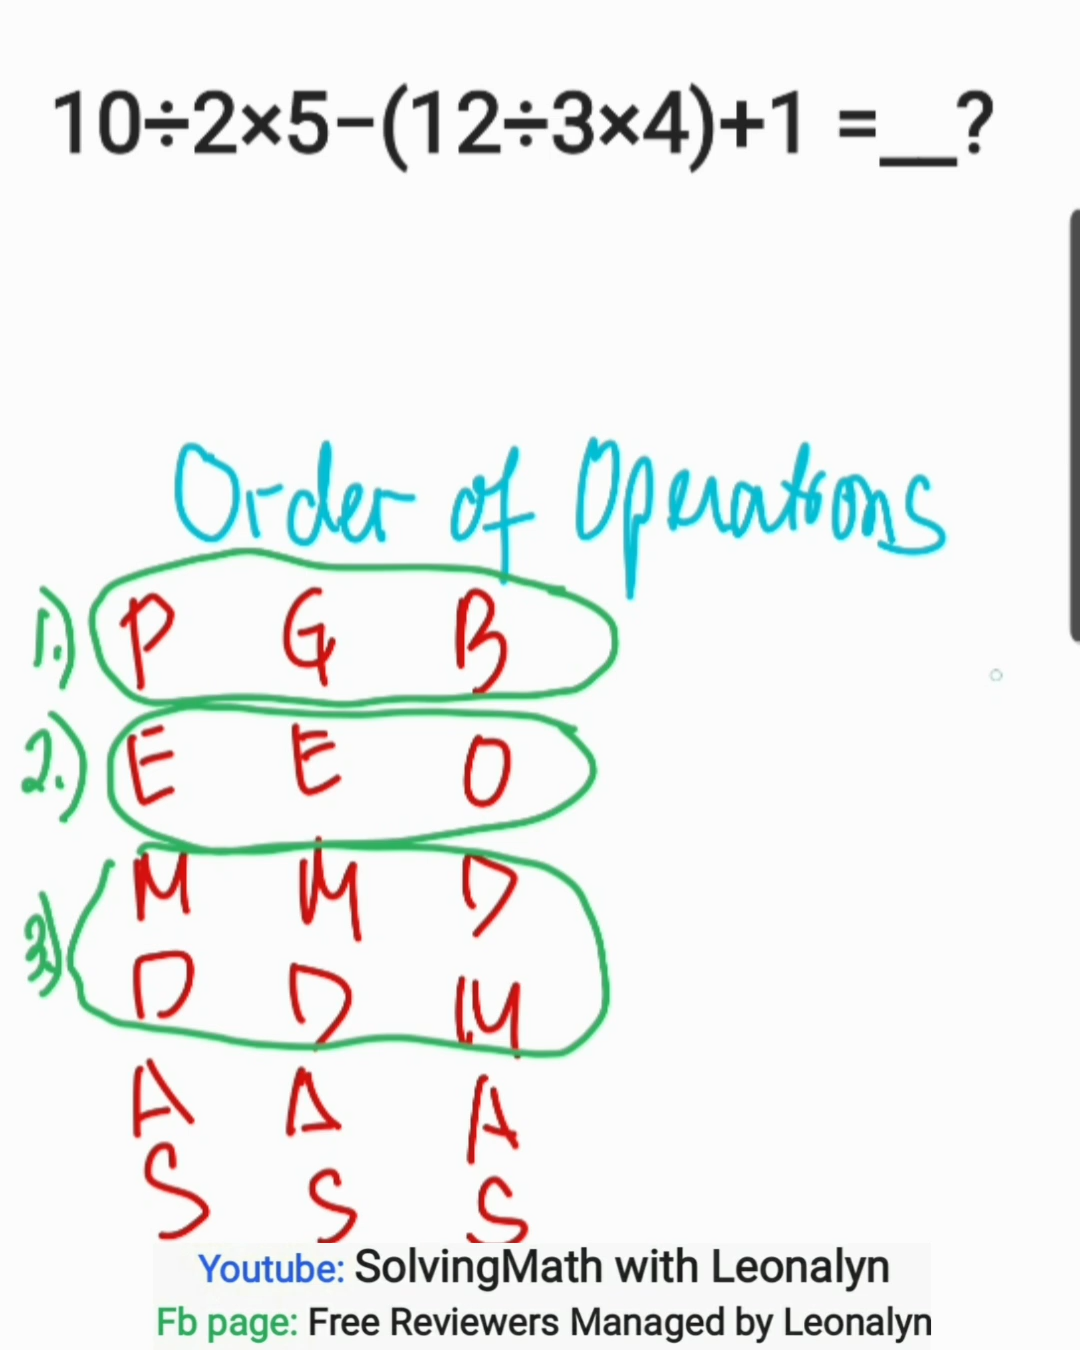 10÷2×5−(12÷3×4)+1 =__?
Order of Operations
1.) P G B
2.) E E O
3.) M M D
D D M
A A A
S S S
Youtube: SolvingMath with Leonalyn
Fb page: Free Reviewers Managed by Leonalyn